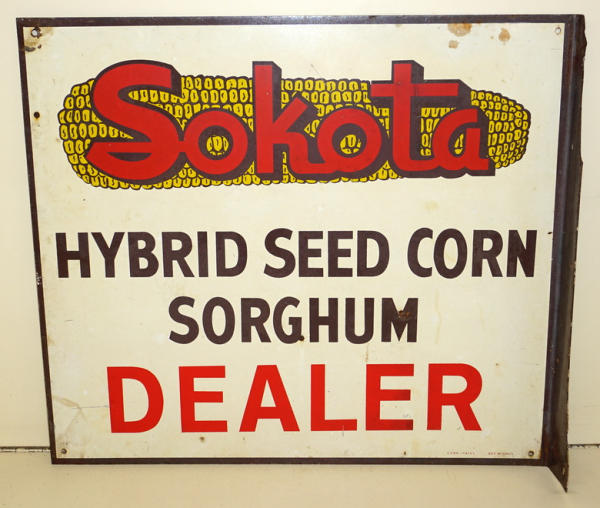 Sokota
HYBRID SEED CORN
SORGHUM
DEALER